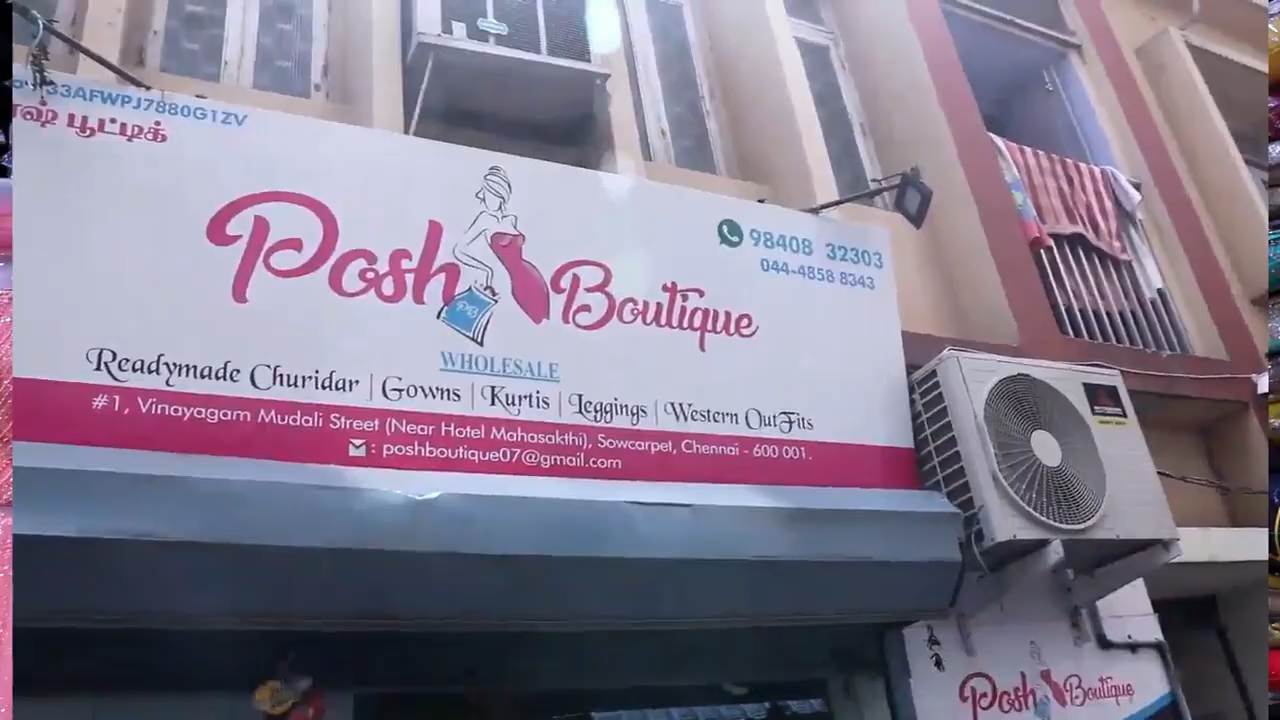 33AFWPJ7880G1ZV
பூட்டிக்
Posh Boutique
PB
98408 32303
044-4858 8343
WHOLESALE
Readymade Churidar | Gowns | Kurtis | Leggings | Western OutFits
#1, Vinayagam Mudali Street (Near Hotel Mahasakthi), Sowcarpet, Chennai - 600 001.
: poshboutique07@gmail.com
Posh Boutique